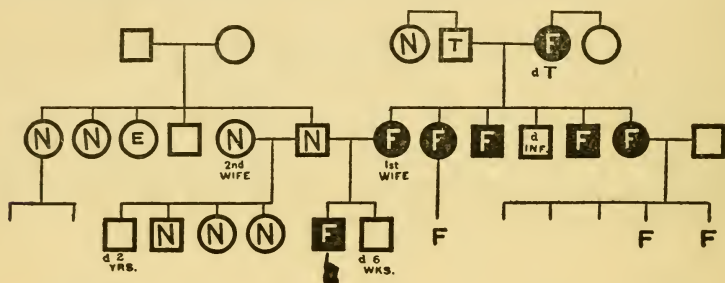 N T F
d T
N N E N N F F F d F F
INF.
2nd
WIFE
1st
WIFE
N N N F F F F
d 2
YRS.
d 6
WKS.